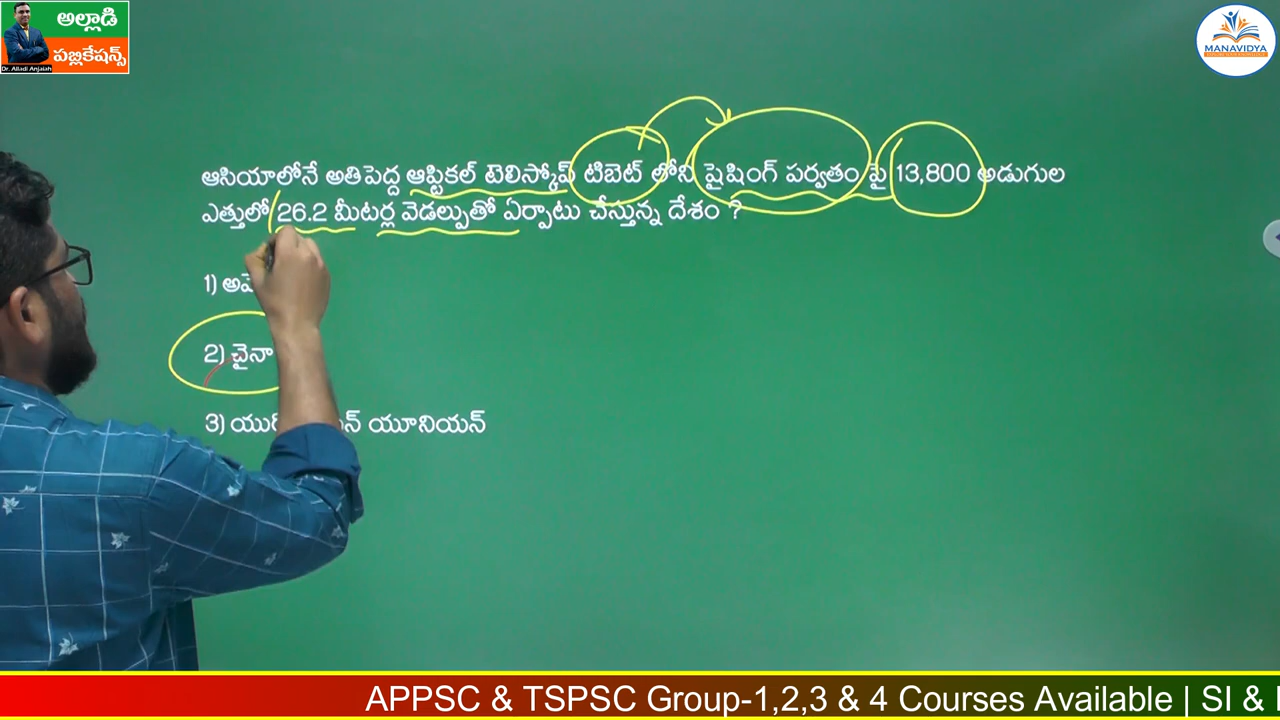 అల్లాడి
పబ్లికేషన్స్
Dr. Alladi Anjaiah
MANAVIDYA
ఆసియాలోనే అతిపెద్ద ఆప్టికల్ టెలిస్కోప్ టిబెట్ లోని షైషింగ్ పర్వతం పై 13,800 అడుగుల
ఎత్తులో 26.2 మీటర్ల వెడల్పుతో ఏర్పాటు చేస్తున్న దేశం ?
1)
2) చైనా
3) యూనియన్
APPSC & TSPSC Group-1,2,3 & 4 Courses Available | SI &